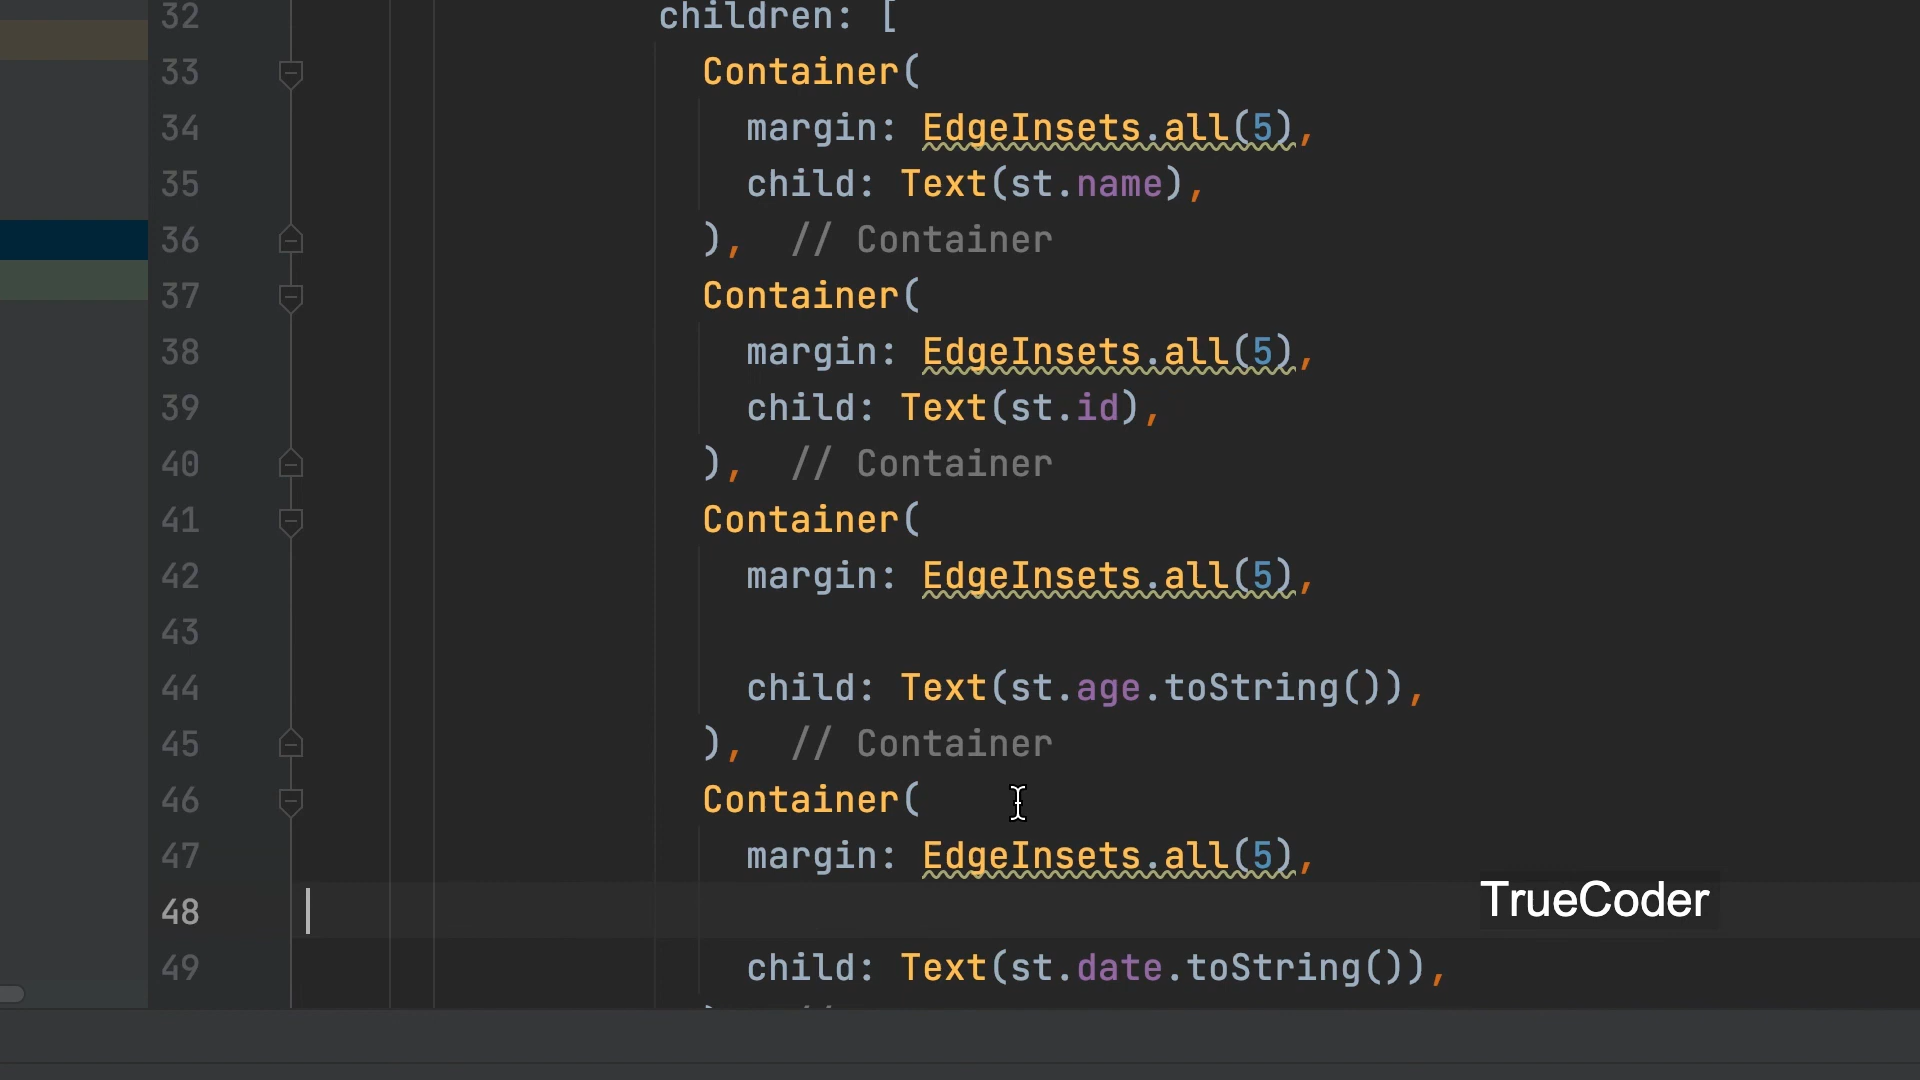 32 children: [
33 Container(
34 margin: EdgeInsets.all(5),
35 child: Text(st.name),
36 ), // Container
37 Container(
38 margin: EdgeInsets.all(5),
39 child: Text(st.id),
40 ), // Container
41 Container(
42 margin: EdgeInsets.all(5),
43
44 child: Text(st.age.toString()),
45 ), // Container
46 Container(
47 margin: EdgeInsets.all(5),
48
TrueCoder
49 child: Text(st.date.toString()),